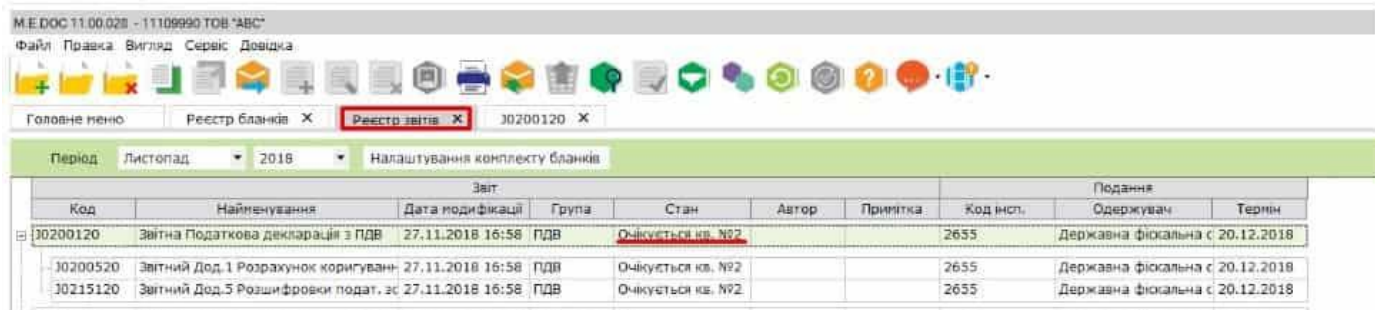 M.E.DOC 11.00.028 - 11109990 ТОВ "АВС"
Файл Правка Вигляд Сервіс Довідка
Головне меню Реєстр бланків X Реєстр звітів X J0200120 X
Період Листопад 2018 Налаштування комплекту бланків
Звіт Подання
Код Найменування Дата модифікації Група Стан Автор Примітка Код інсп. Одержувач Термін
J0200120 Звітна Податкова декларація з ПДВ 27.11.2018 16:58 ПДВ Очікується кв. №2 2655 Державна фіскальна с 20.12.2018
J0200520 Звітний Дод.1 Розрахунок коригуванн 27.11.2018 16:58 ПДВ Очікується кв. №2 2655 Державна фіскальна с 20.12.2018
J0215120 Звітний Дод.5 Розшифровки подат. зо 27.11.2018 16:58 ПДВ Очікується кв. №2 2655 Державна фіскальна с 20.12.2018